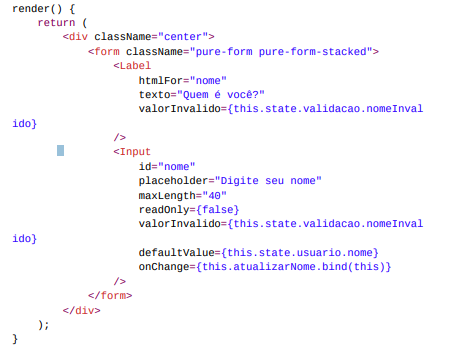 render() {
return (
<div className="center">
<form className="pure-form pure-form-stacked">
<Label
htmlFor="nome"
texto="Quem é você?"
valorInvalido={this.state.validacao.nomeInval
ido}
/>
<Input
id="nome"
placeholder="Digite seu nome"
maxLength="40"
readOnly={false}
valorInvalido={this.state.validacao.nomeInval
ido}
defaultValue={this.state.usuario.nome}
onChange={this.atualizarNome.bind(this)}
/>
</form>
</div>
);
}